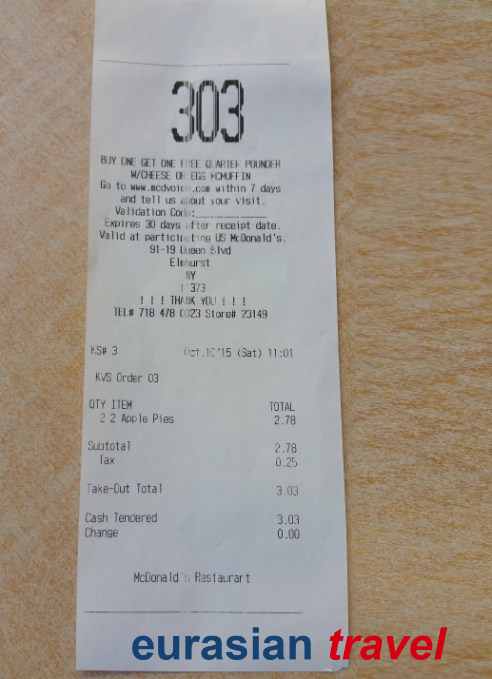 303
BUY ONE GET ONE FREE QUARTER POUNDER
W/CHEESE OR EGG MCMUFFIN
Go to www.mcdvoice.com within 7 days
and tell us about your visit.
Validation Code:____________
Expires 30 days after receipt date.
Valid at participating US McDonald's.
91-19 Queen Blvd
Elmhurst
NY
11373
! ! ! THANK YOU ! ! !
TEL# 718 478 0023 Store# 23149
KS# 3 Oct.10'15 (Sat) 11:01
KVS Order 03
QTY ITEM TOTAL
2 2 Apple Pies 2.78
Subtotal 2.78
Tax 0.25
Take-Out Total 3.03
Cash Tendered 3.03
Change 0.00
McDonald's Restaurant
eurasian travel